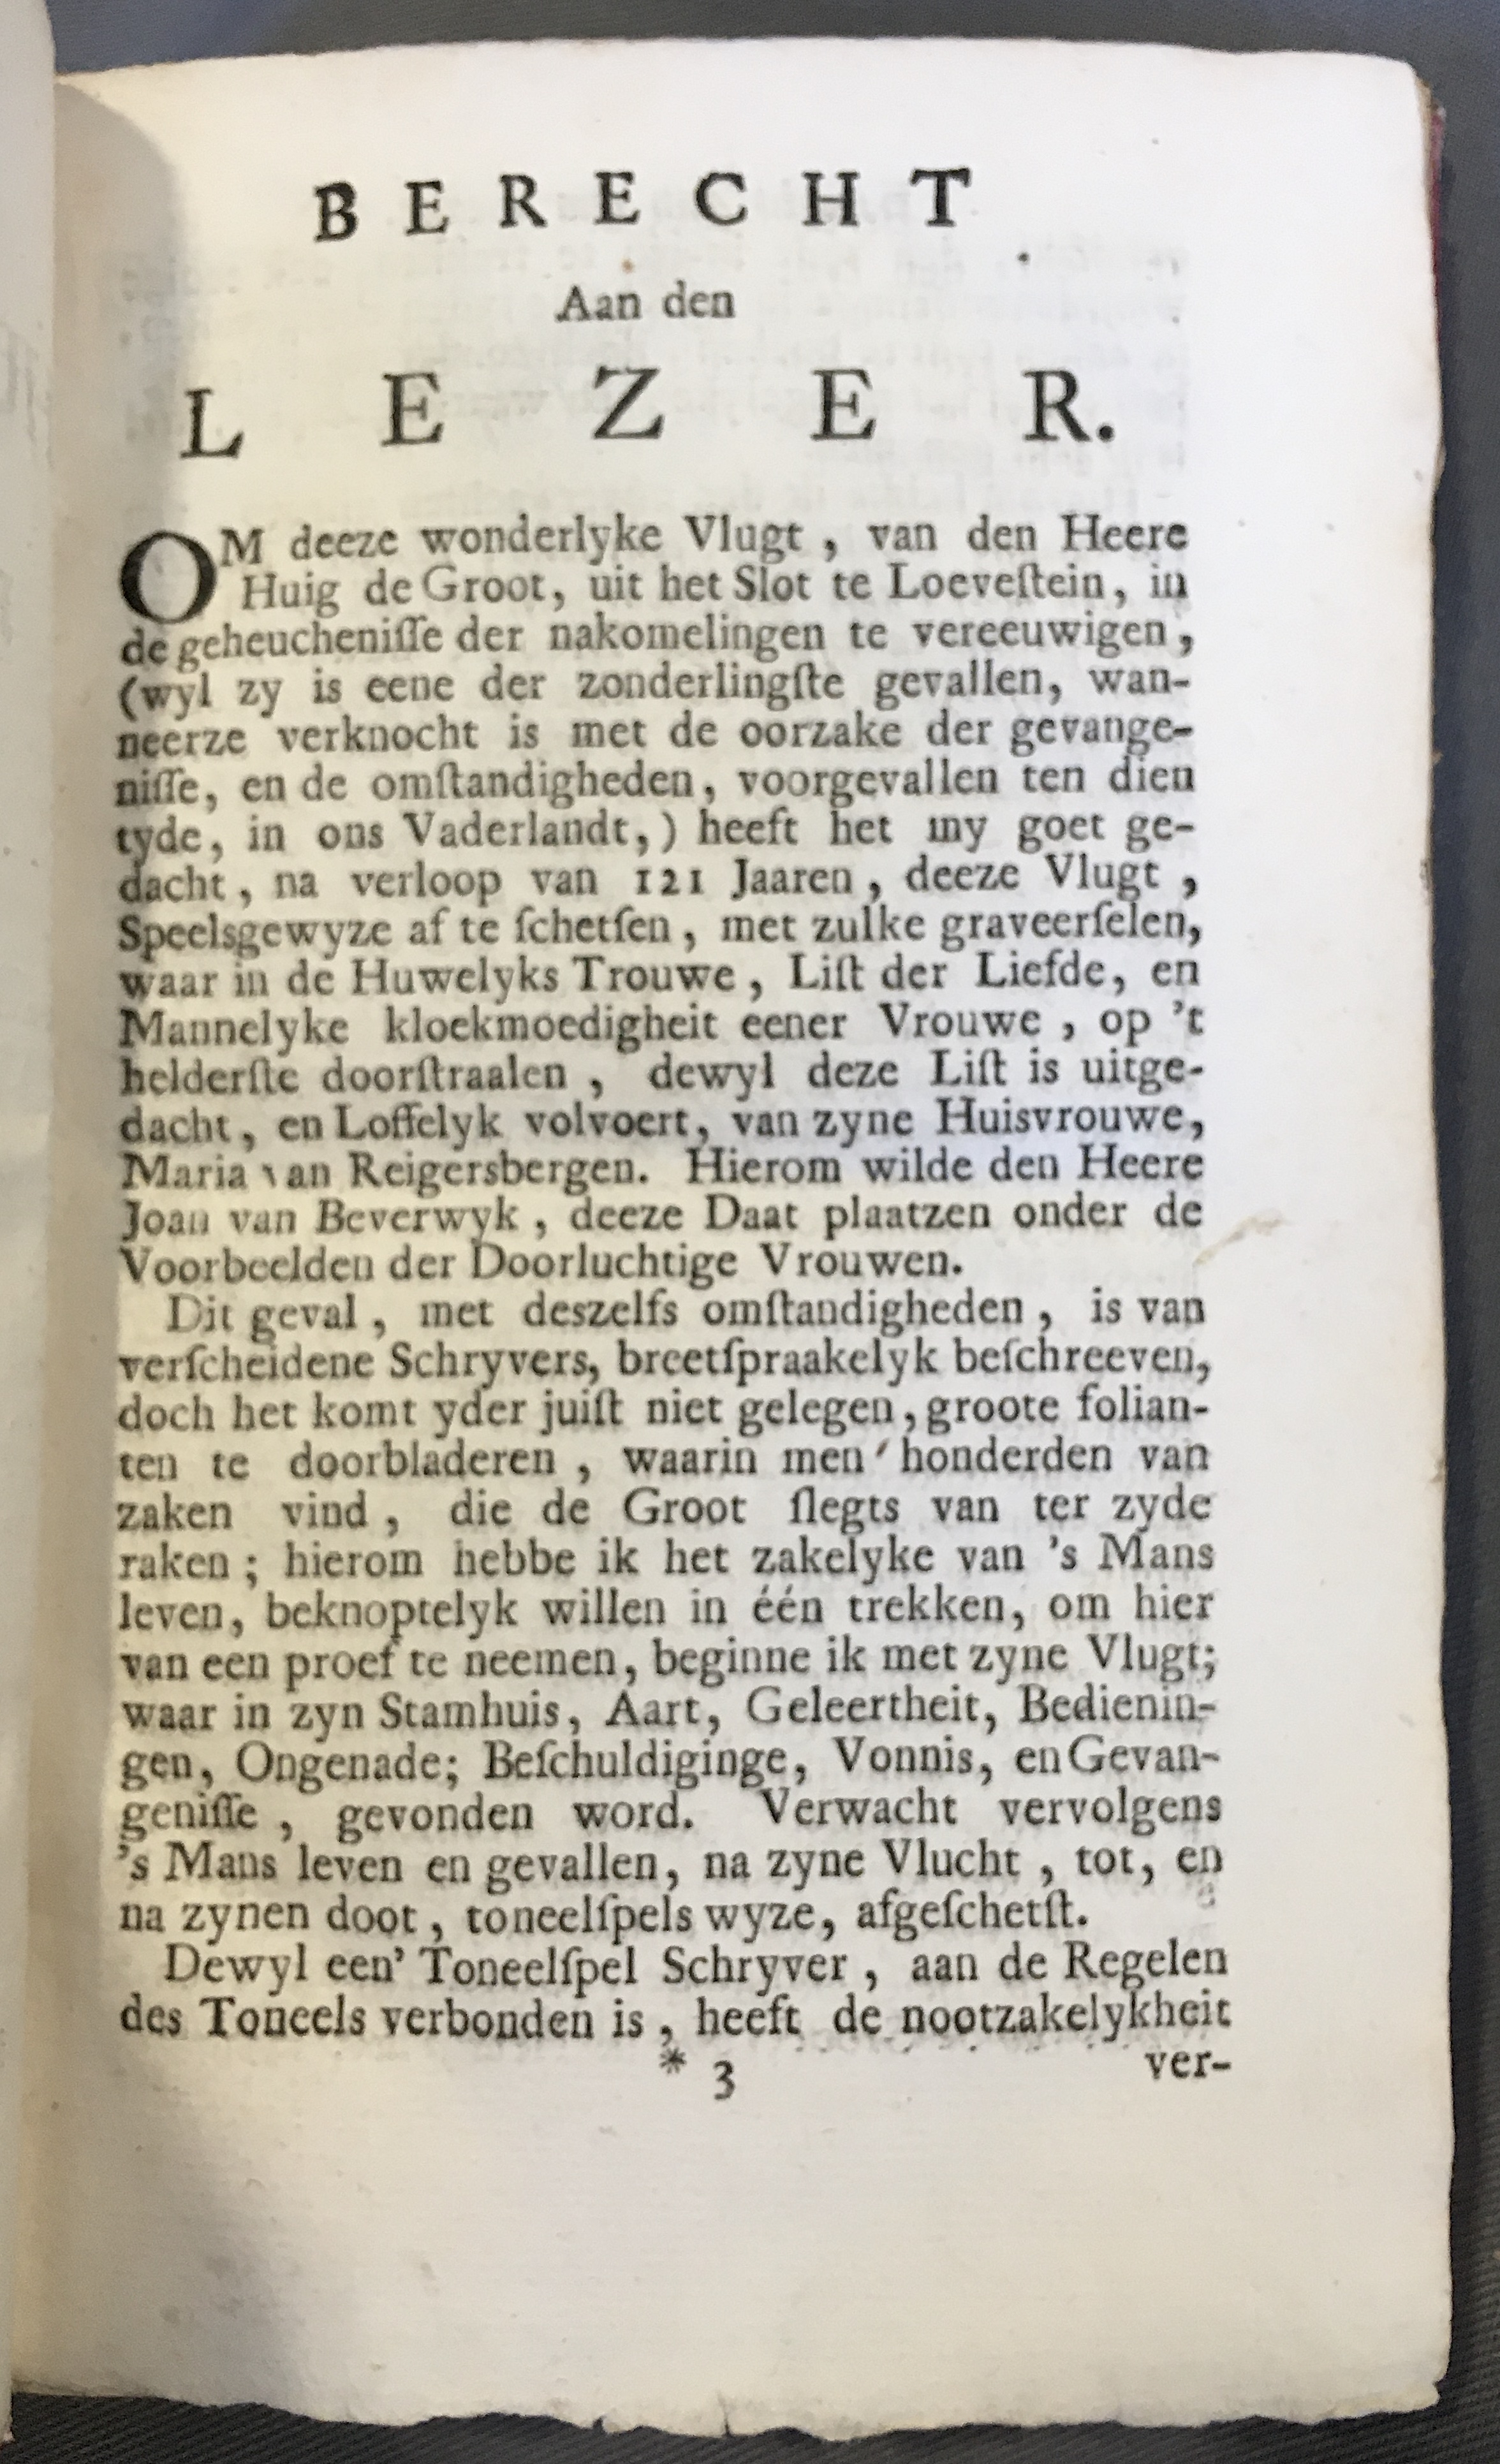 BERECHT
Aan den
LEZER.
OM deeze wonderlyke Vlugt, van den Heere
Huig de Groot, uit het Slot te Loeveſtein, in
de geheucheniſſe der nakomelingen te vereeuwigen,
(wyl zy is eene der zonderlingſte gevallen, wan-
neerze verknocht is met de oorzake der gevange-
niſſe, en de omſtandigheden, voorgevallen ten dien
tyde, in ons Vaderlandt,) heeft het my goet ge-
dacht, na verloop van 121 Jaaren, deeze Vlugt,
Speelsgewyze af te ſchetſen, met zulke graveerſelen,
waar in de Huwelyks Trouwe, Liſt der Liefde, en
Mannelyke kloekmoedigheit eener Vrouwe, op 't
helderſte doorſtraalen, dewyl deze Liſt is uitge-
dacht, en Loffelyk volvoert, van zyne Huisvrouwe,
Maria van Reigersbergen. Hierom wilde den Heere
Joan van Beverwyk, deeze Daat plaatzen onder de
Voorbeelden der Doorluchtige Vrouwen.
Dit geval, met deszelfs omſtandigheden, is van
verſcheidene Schryvers, breetſpraakelyk beſchreeven,
doch het komt yder juiſt niet gelegen, groote folian-
ten te doorbladeren, waarin men honderden van
zaken vind, die de Groot ſlegts van ter zyde
raken; hierom hebbe ik het zakelyke van 's Mans
leven, beknoptelyk willen in één trekken, om hier
van een proef te neemen, beginne ik met zyne Vlugt;
waar in zyn Stamhuis, Aart, Geleertheit, Bedienin-
gen, Ongenade; Beſchuldiginge, Vonnis, en Gevan-
geniſſe, gevonden word. Verwacht vervolgens
's Mans leven en gevallen, na zyne Vlucht, tot, en
na zynen doot, toneelſpels wyze, afgeſchetſt.
Dewyl een' Toneelſpel Schryver, aan de Regelen
des Toneels verbonden is, heeft de nootzakelykheit
* 3 ver-